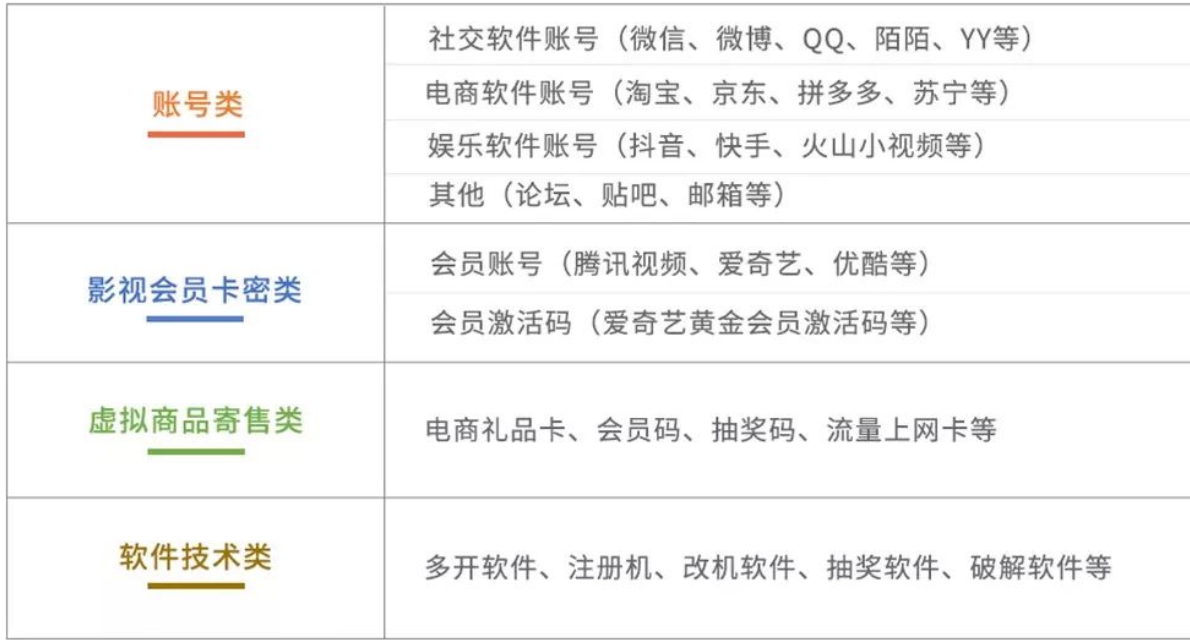 账号类
社交软件账号（微信、微博、QQ、陌陌、YY等）
电商软件账号（淘宝、京东、拼多多、苏宁等）
娱乐软件账号（抖音、快手、火山小视频等）
其他（论坛、贴吧、邮箱等）
影视会员卡密类
会员账号（腾讯视频、爱奇艺、优酷等）
会员激活码（爱奇艺黄金会员激活码等）
虚拟商品寄售类
电商礼品卡、会员码、抽奖码、流量上网卡等
软件技术类
多开软件、注册机、改机软件、抽奖软件、破解软件等